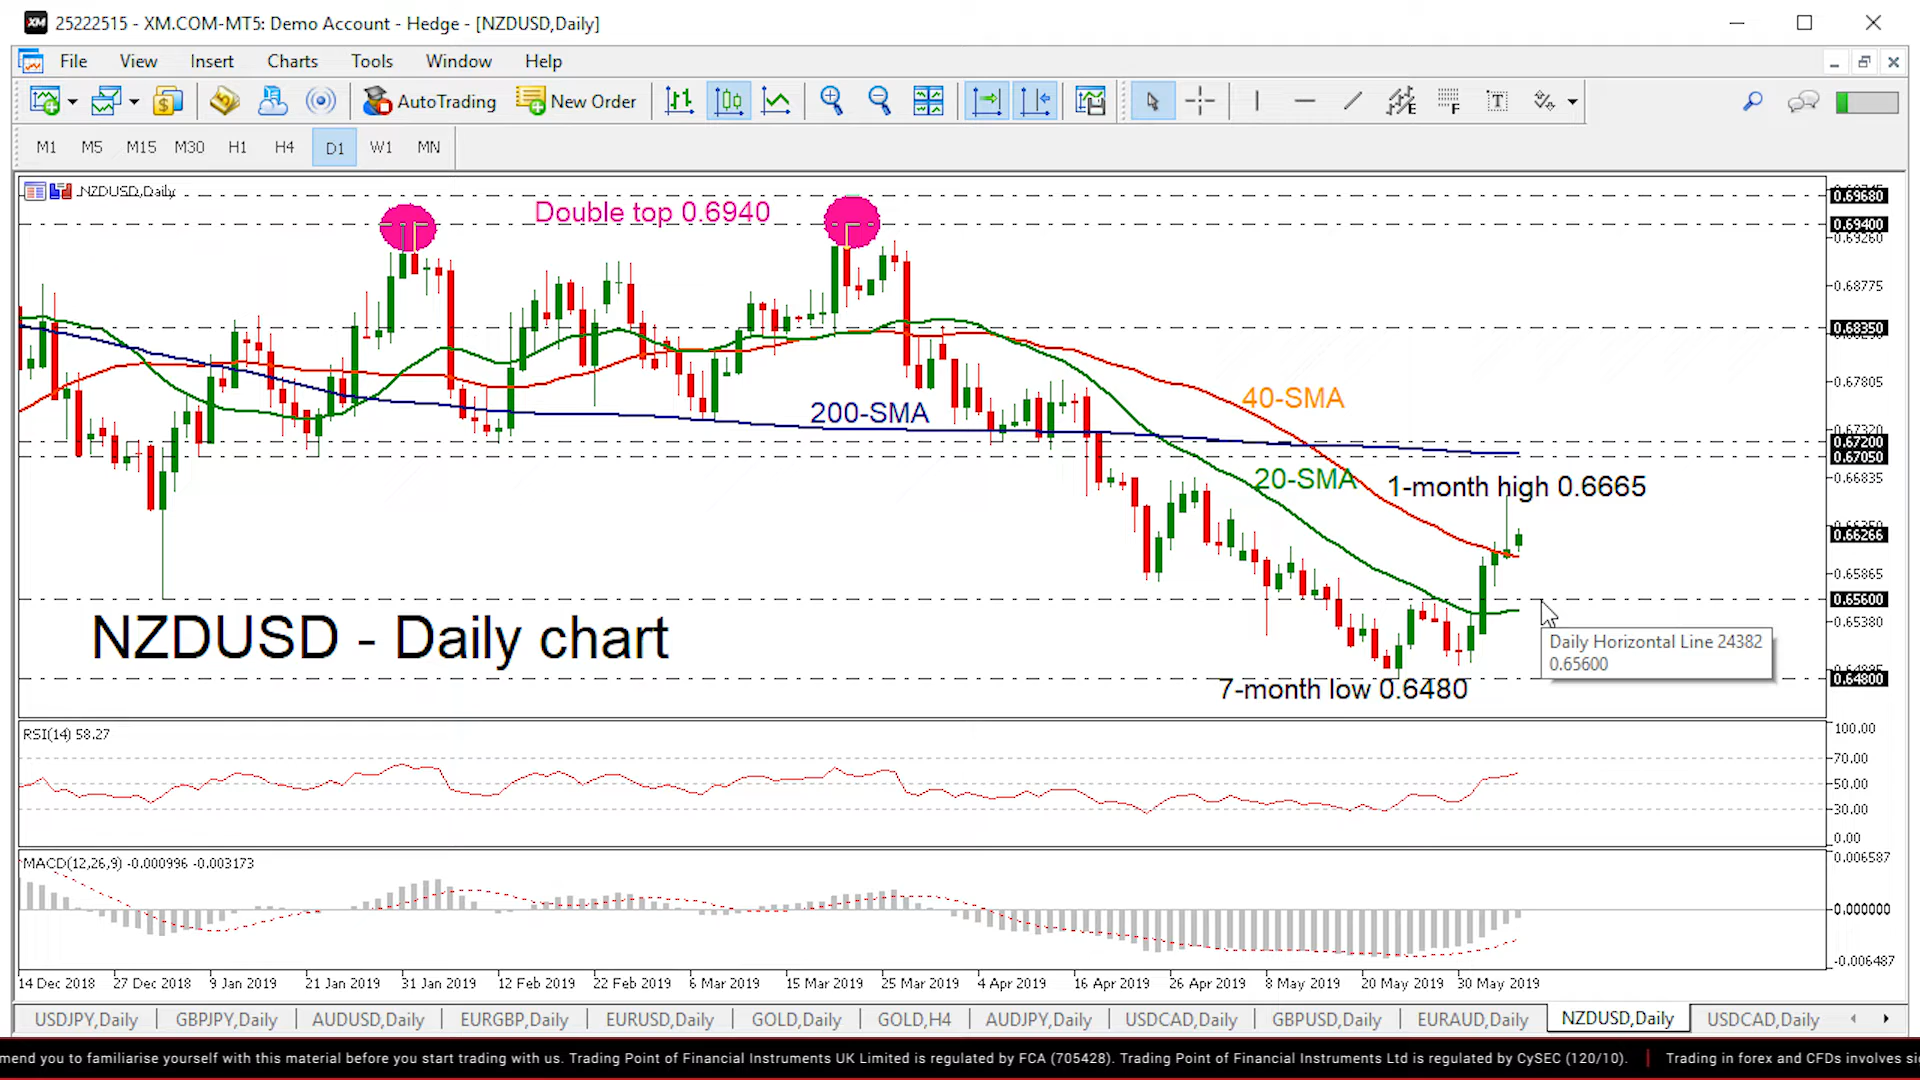 25222515 - XM.COM-MT5: Demo Account - Hedge - [NZDUSD,Daily]
File View Insert Charts Tools Window Help
AutoTrading New Order
M1 M5 M15 M30 H1 H4 D1 W1 MN
NZDUSD,Daily
0.69680
Double top 0.6940
0.69400
0.69260
0.68775
0.68350
0.67805
40-SMA
200-SMA
0.67320
0.67200
0.67050
20-SMA
1-month high 0.6665
0.66835
0.66266
0.65865
0.65600
NZDUSD - Daily chart
0.65380
Daily Horizontal Line 24382
0.65600
7-month low 0.6480
0.64800
RSI(14) 58.27
100.00
70.00
50.00
30.00
0.00
MACD(12,26,9) -0.000996 -0.003173
0.006587
0.000000
-0.006487
14 Dec 2018 27 Dec 2018 9 Jan 2019 21 Jan 2019 31 Jan 2019 12 Feb 2019 22 Feb 2019 6 Mar 2019 15 Mar 2019 25 Mar 2019 4 Apr 2019 16 Apr 2019 26 Apr 2019 8 May 2019 20 May 2019 30 May 2019
USDJPY,Daily GBPJPY,Daily AUDUSD,Daily EURGBP,Daily EURUSD,Daily GOLD,Daily GOLD,H4 AUDJPY,Daily USDCAD,Daily GBPUSD,Daily EURAUD,Daily NZDUSD,Daily USDCAD,Daily
mend you to familiarise yourself with this material before you start trading with us. Trading Point of Financial Instruments UK Limited is regulated by FCA (705428). Trading Point of Financial Instruments Ltd is regulated by CySEC (120/10). | Trading in forex and CFDs involves si